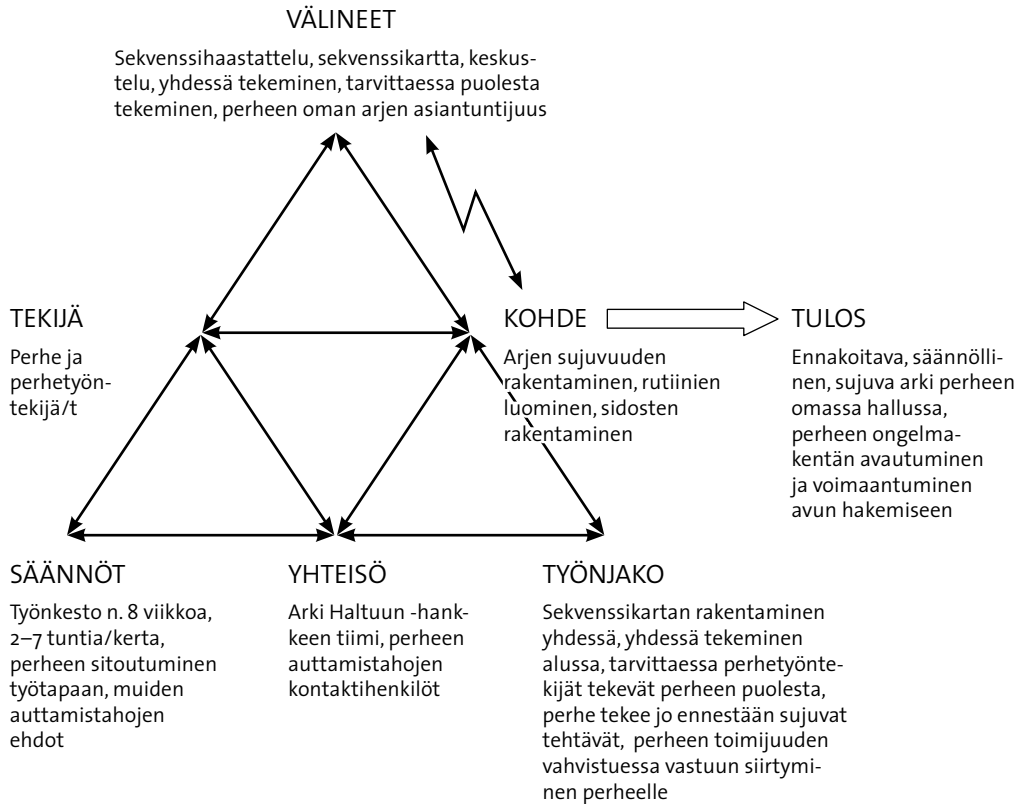 VÄLINEET
Sekvenssihaastattelu, sekvenssikartta, keskus-
telu, yhdessä tekeminen, tarvittaessa puolesta
tekeminen, perheen oman arjen asiantuntijuus
TEKIJÄ
Perhe ja
perhetyön-
tekijä/t
KOHDE
Arjen sujuvuuden
rakentaminen, rutiinien
luominen, sidosten
rakentaminen
TULOS
Ennakoitava, säännölli-
nen, sujuva arki perheen
omassa hallussa,
perheen ongelma-
kentän avautuminen
ja voimaantuminen
avun hakemiseen
SÄÄNNÖT
Työnkesto n. 8 viikkoa,
2–7 tuntia/kerta,
perheen sitoutuminen
työtapaan, muiden
auttamistahojen
ehdot
YHTEISÖ
Arki Haltuun -hank-
keen tiimi, perheen
auttamistahojen
kontaktihenkilöt
TYÖNJAKO
Sekvenssikartan rakentaminen
yhdessä, yhdessä tekeminen
alussa, tarvittaessa perhetyönte-
kijät tekevät perheen puolesta,
perhe tekee jo ennestään sujuvat
tehtävät, perheen toimijuuden
vahvistuessa vastuun siirtymi-
nen perheelle